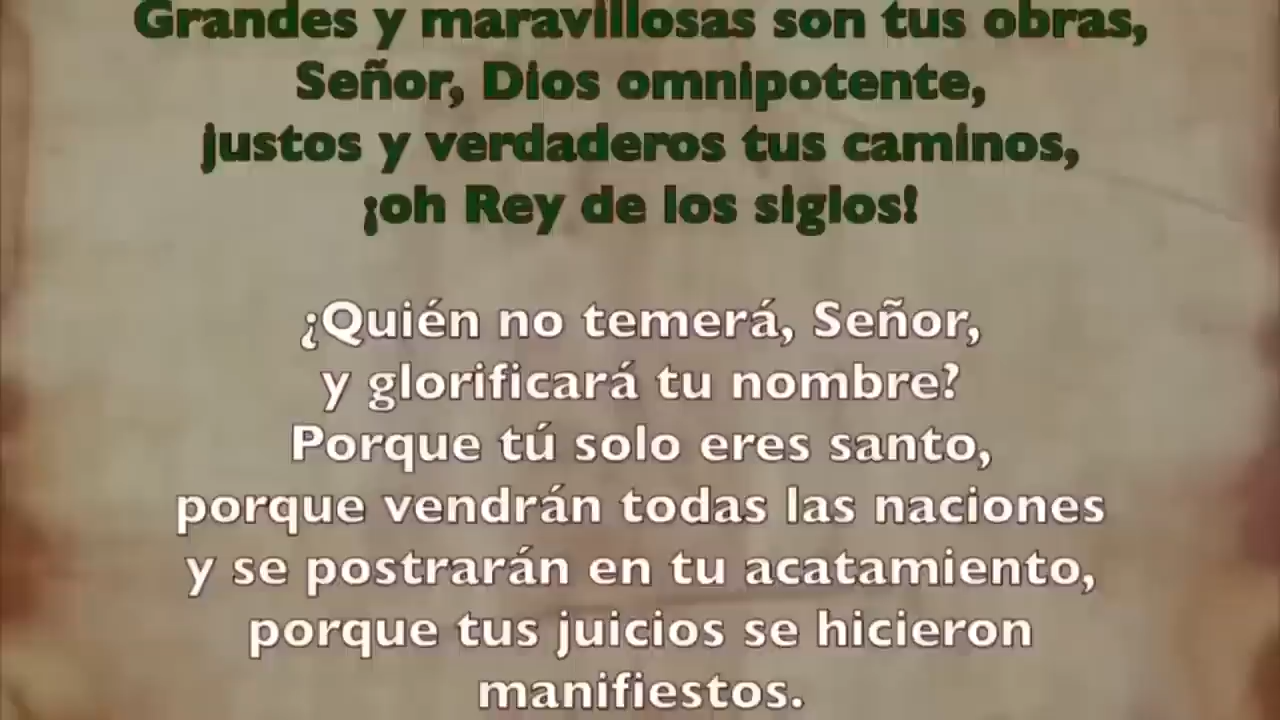 Grandes y maravillosas son tus obras,
Señor, Dios omnipotente,
justos y verdaderos tus caminos,
¡oh Rey de los siglos!
¿Quién no temerá, Señor,
y glorificará tu nombre?
Porque tú solo eres santo,
porque vendrán todas las naciones
y se postrarán en tu acatamiento,
porque tus juicios se hicieron
manifiestos.